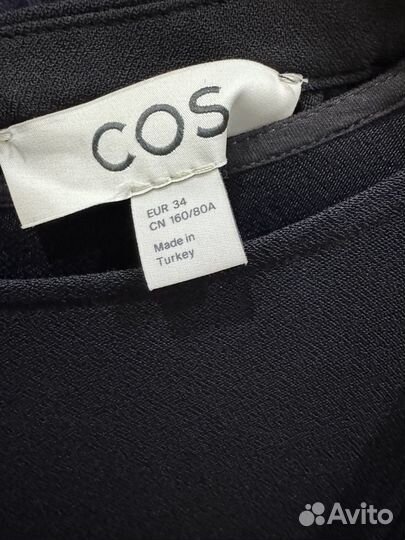 COS
EUR 34
CN 160/80A
Made in
Turkey
Avito